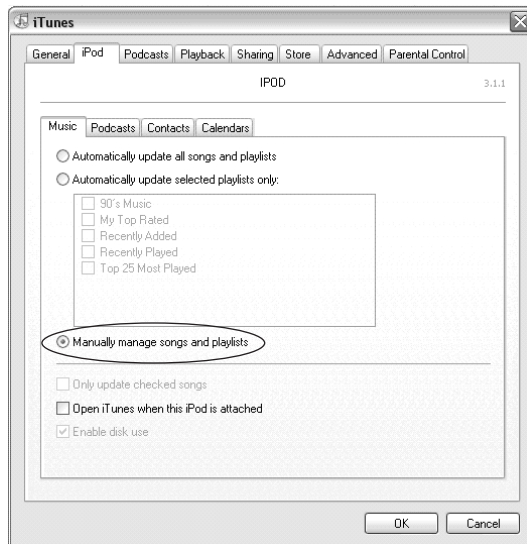 iTunes
General iPod Podcasts Playback Sharing Store Advanced Parental Control
IPOD 3.1.1
Music Podcasts Contacts Calendars
Automatically update all songs and playlists
Automatically update selected playlists only:
90's Music
My Top Rated
Recently Added
Recently Played
Top 25 Most Played
Manually manage songs and playlists
Only update checked songs
Open iTunes when this iPod is attached
Enable disk use
OK Cancel